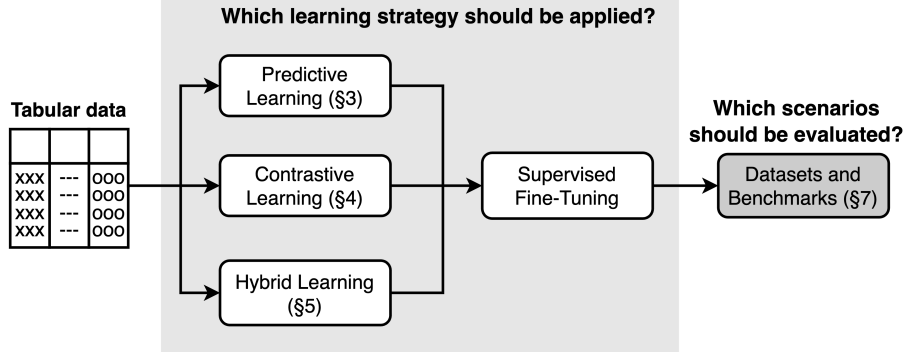 Which learning strategy should be applied?
Predictive
Learning (§3)
Tabular data
Which scenarios
should be evaluated?
xxx --- ooo
xxx --- ooo
xxx --- ooo
xxx --- ooo
Contrastive
Learning (§4)
Supervised
Fine-Tuning
Datasets and
Benchmarks (§7)
Hybrid Learning
(§5)